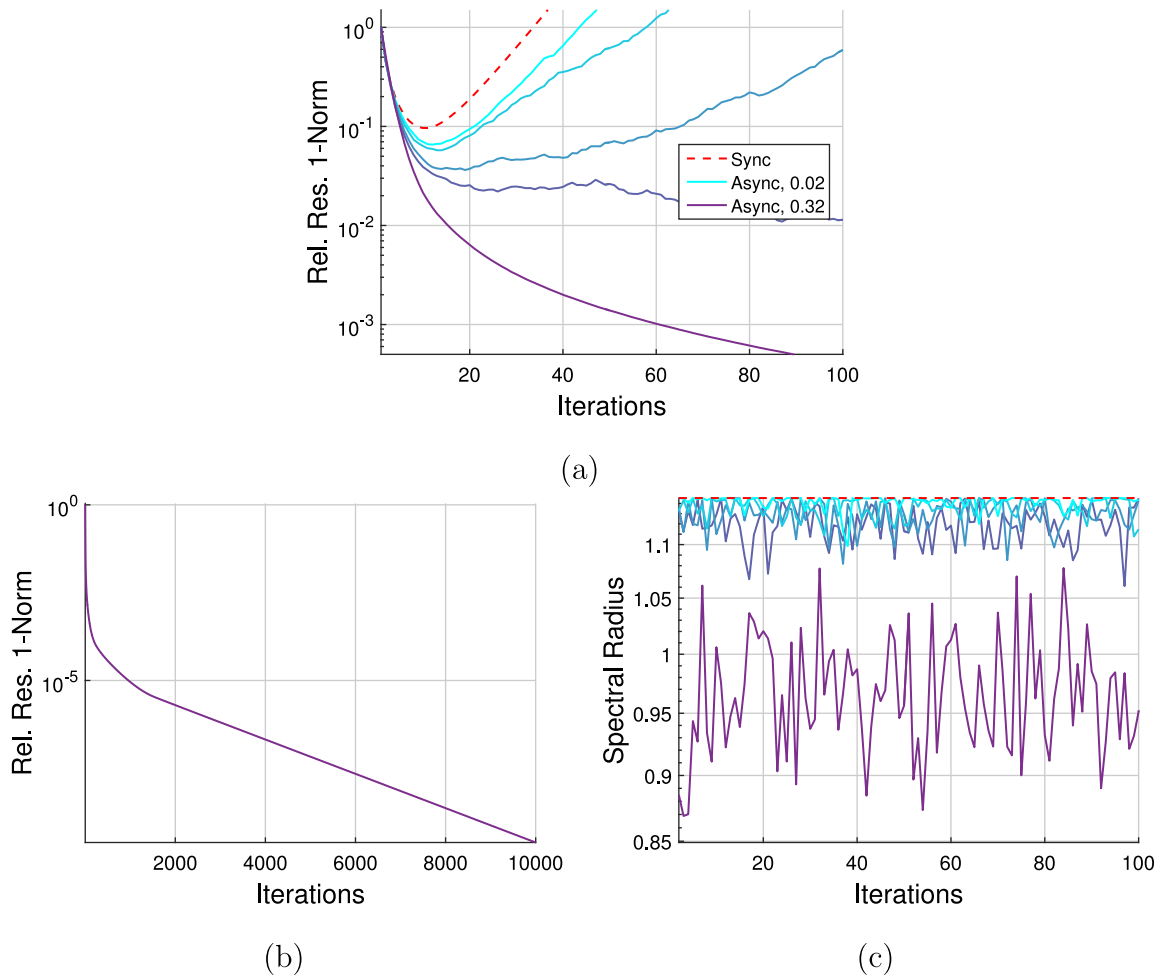 10^0
10^-1
10^-2
10^-3
Rel. Res. 1-Norm
Sync
Async, 0.02
Async, 0.32
20 40 60 80 100
Iterations
(a)
10^0
10^-5
Rel. Res. 1-Norm
2000 4000 6000 8000 10000
Iterations
(b)
1.1
1.05
1
0.95
0.9
0.85
Spectral Radius
20 40 60 80 100
Iterations
(c)